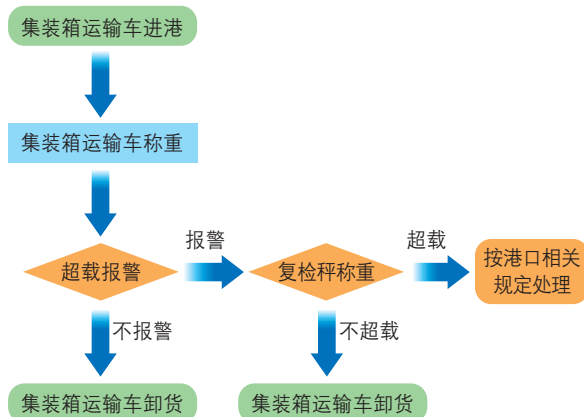 集装箱运输车进港
集装箱运输车称重
报警
超载
超载报警
复检秤称重
按港口相关
规定处理
不报警
不超载
集装箱运输车卸货
集装箱运输车卸货